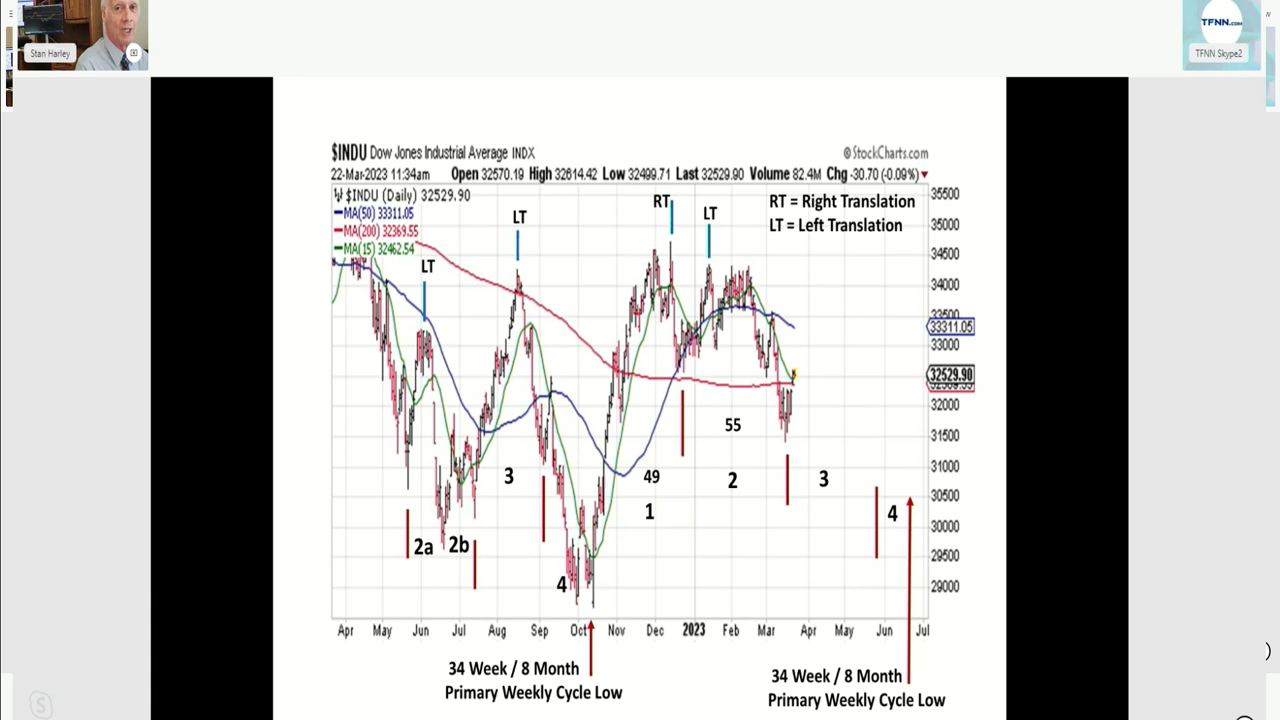 Stan Harley
TFNN.COM
TFNN Skype2
$INDU Dow Jones Industrial Average INDX
© StockCharts.com
22-Mar-2023 11:34am Open 32570.19 High 32614.42 Low 32499.71 Last 32529.90 Volume 82.4M Chg -30.70 (-0.09%)
$INDU (Daily) 32529.90
MA(50) 33311.05
MA(200) 32369.55
MA(15) 32462.54
RT = Right Translation
LT = Left Translation
LT
LT
RT
LT
35500
35000
34500
34000
33500
33311.05
33000
32529.90
32000
31500
31000
30500
30000
29500
29000
55
49
3
2
3
1
4
2a
2b
4
Apr May Jun Jul Aug Sep Oct Nov Dec 2023 Feb Mar Apr May Jun Jul
34 Week / 8 Month
Primary Weekly Cycle Low
34 Week / 8 Month
Primary Weekly Cycle Low